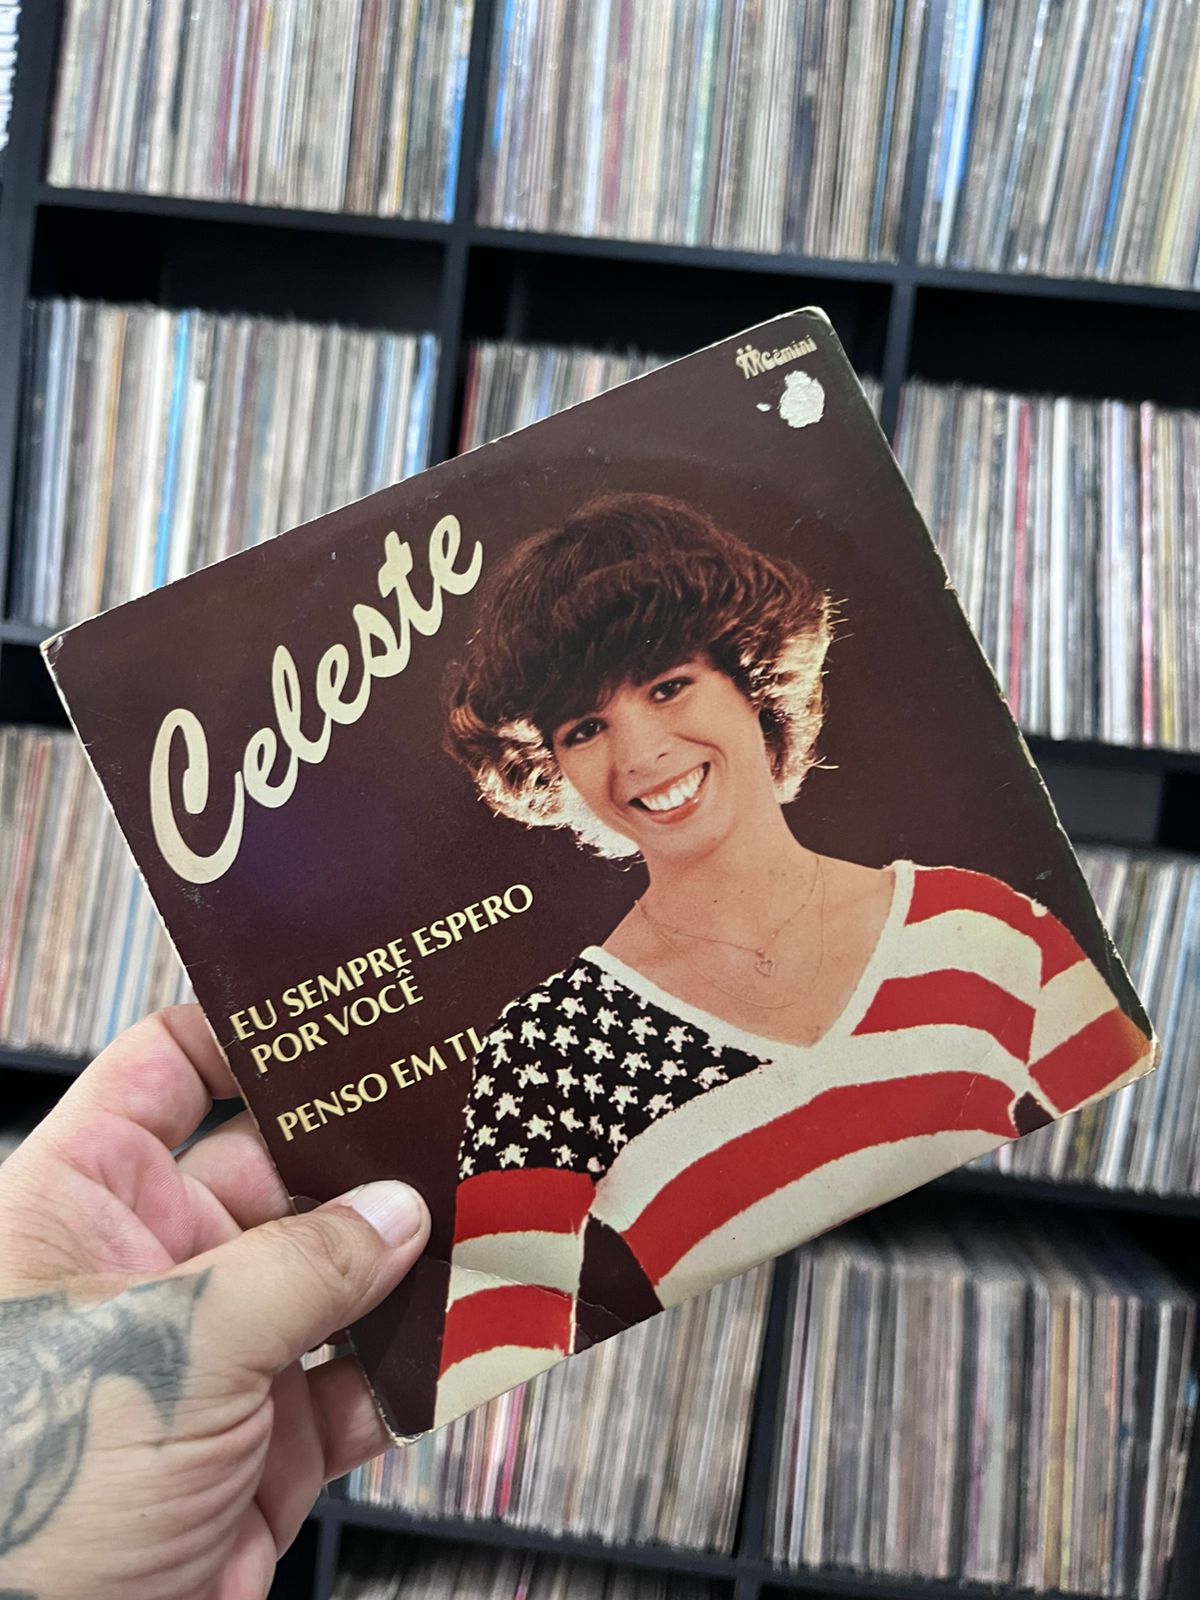 Gemini
Celeste
EU SEMPRE ESPERO
POR VOCÊ
PENSO EM TI